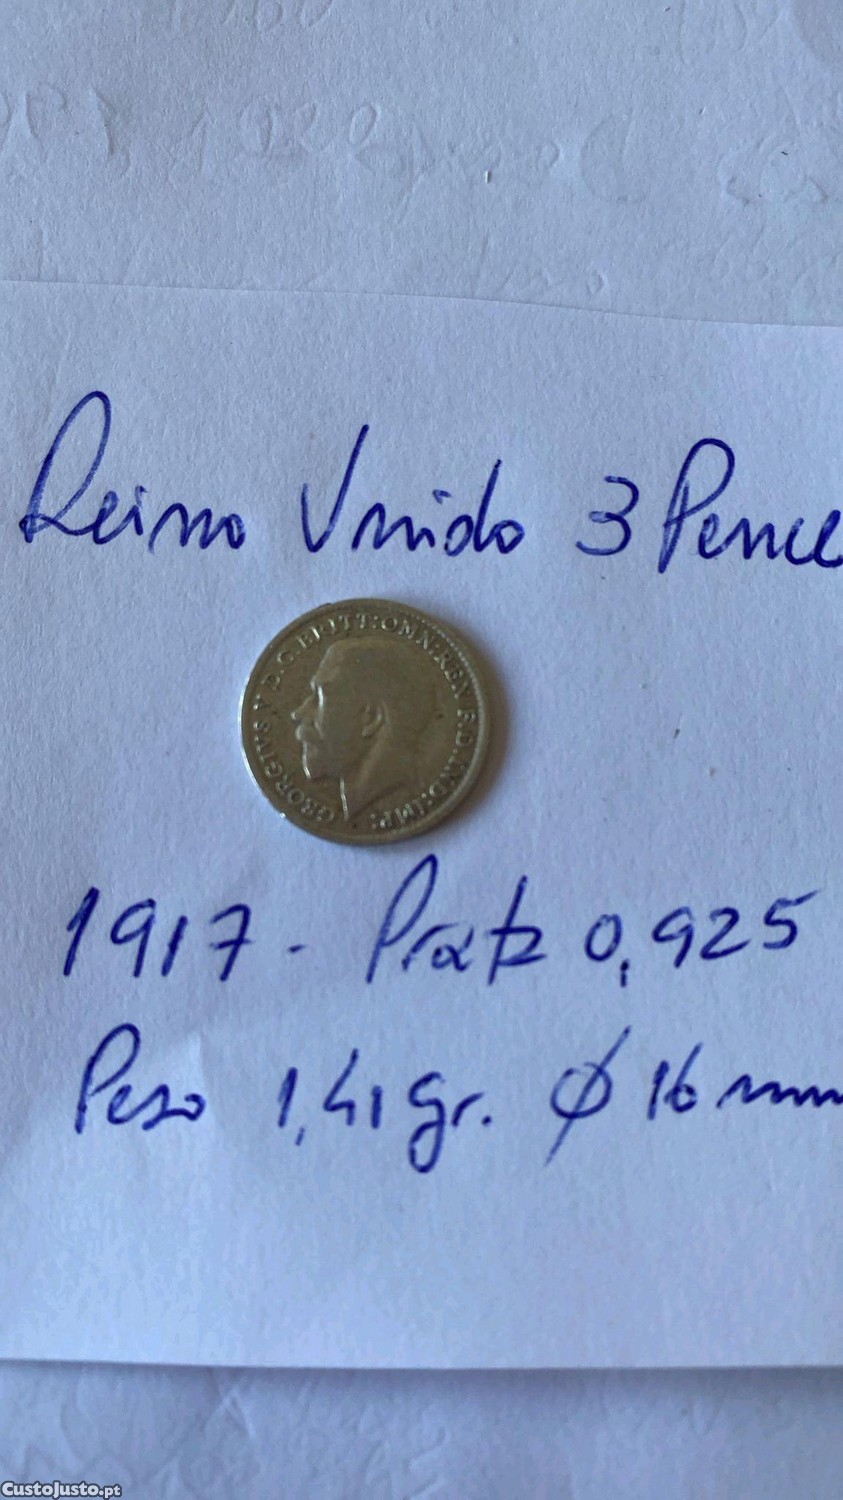 Reino Unido 3 Pence
GEORGIVS V D.G.BRITT:OMN:REX F.D.IND:IMP:
1917 - Prata 0,925
Peso 1,41 gr. Ø 16 mm
CustoJusto.pt